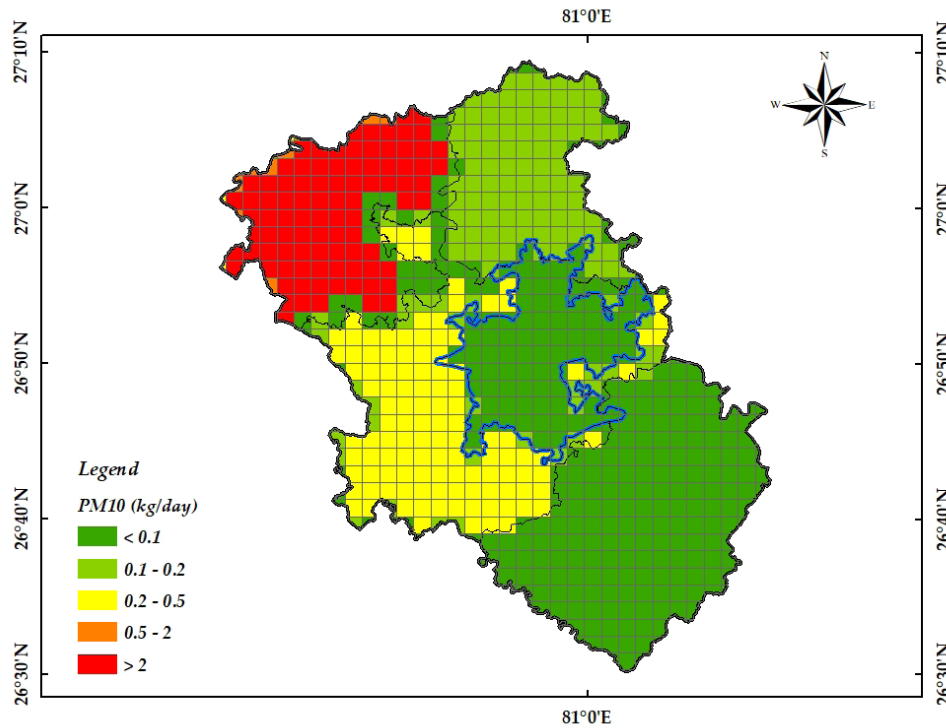 81°0'E
27°10'N
27°10'N
N
W
E
S
27°0'N
27°0'N
26°50'N
26°50'N
Legend
PM10 (kg/day)
< 0.1
0.1 - 0.2
0.2 - 0.5
0.5 - 2
> 2
26°40'N
26°40'N
26°30'N
26°30'N
81°0'E